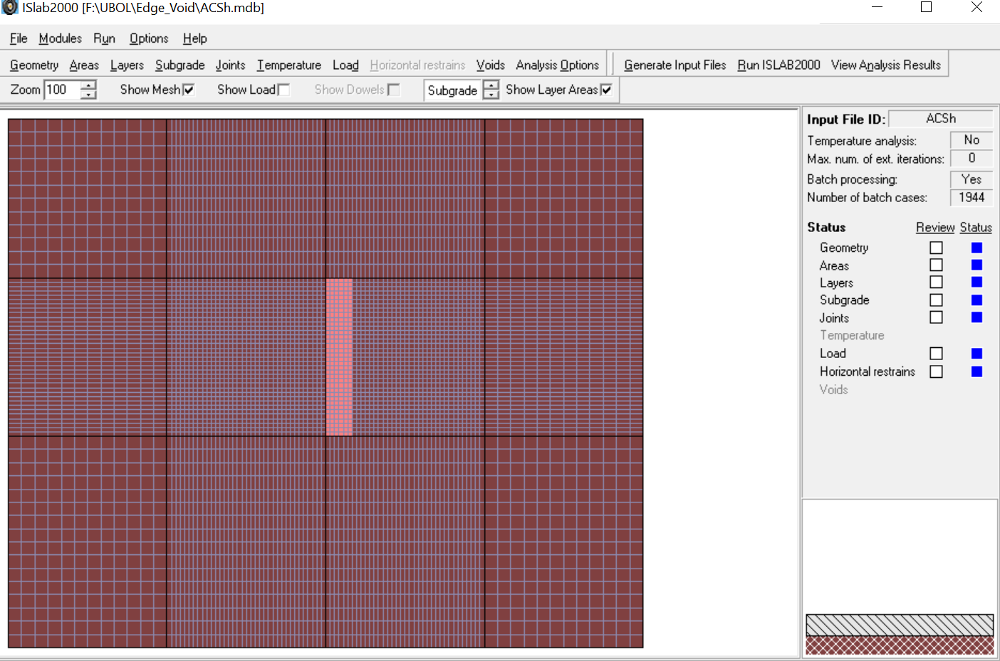 ISlab2000 [F:\UBOL\Edge_Void\ACSh.mdb]
File Modules Run Options Help
Geometry Areas Layers Subgrade Joints Temperature Load Horizontal restrains Voids Analysis Options Generate Input Files Run ISLAB2000 View Analysis Results
Zoom 100 Show Mesh Show Load Show Dowels Subgrade Show Layer Areas
Input File ID: ACSh
Temperature analysis: No
Max. num. of ext. iterations: 0
Batch processing: Yes
Number of batch cases: 1944
Status Review Status
Geometry
Areas
Layers
Subgrade
Joints
Temperature
Load
Horizontal restrains
Voids